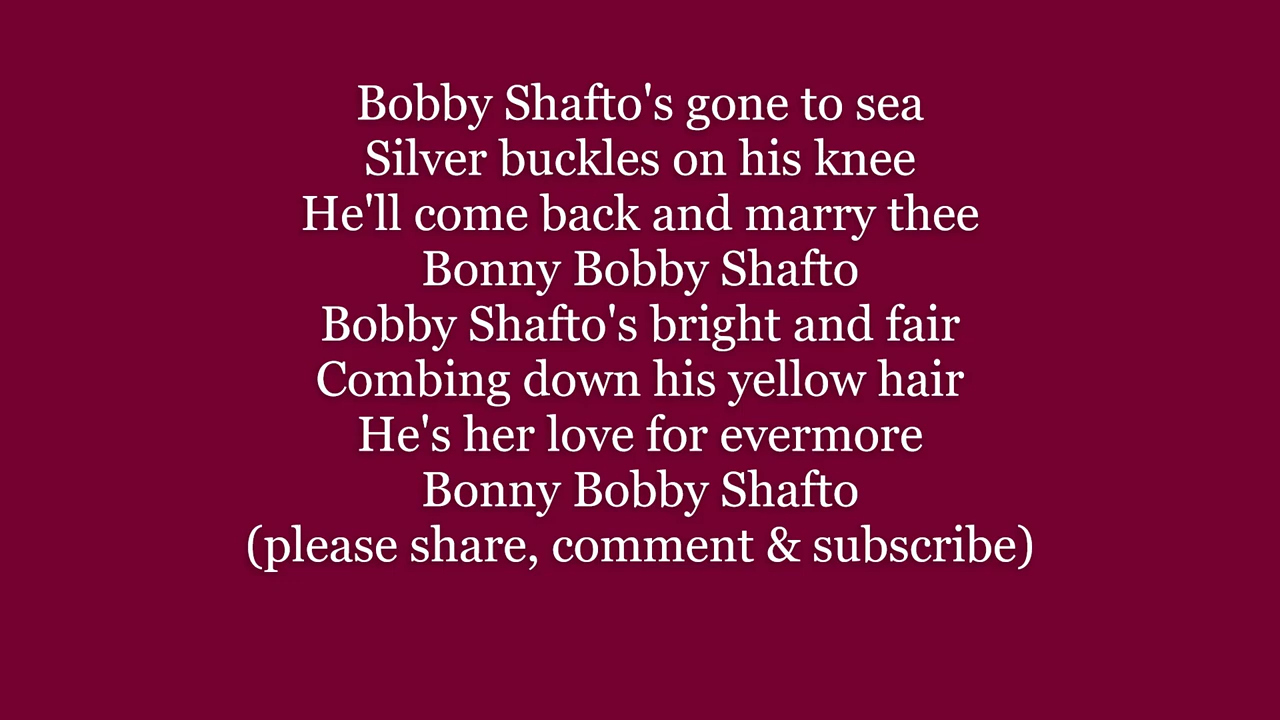 Bobby Shafto's gone to sea
Silver buckles on his knee
He'll come back and marry thee
Bonny Bobby Shafto
Bobby Shafto's bright and fair
Combing down his yellow hair
He's her love for evermore
Bonny Bobby Shafto
(please share, comment & subscribe)